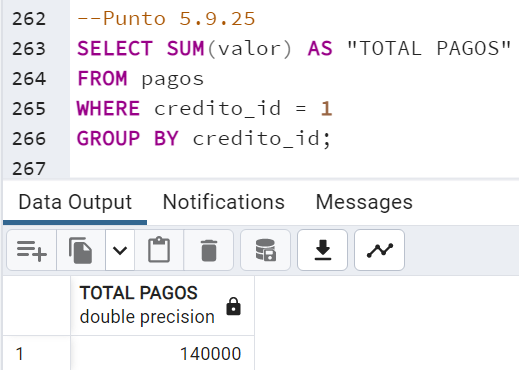 262 --Punto 5.9.25
263 SELECT SUM(valor) AS "TOTAL PAGOS"
264 FROM pagos
265 WHERE credito_id = 1
266 GROUP BY credito_id;
267
Data Output Notifications Messages
TOTAL PAGOS
double precision
1 140000